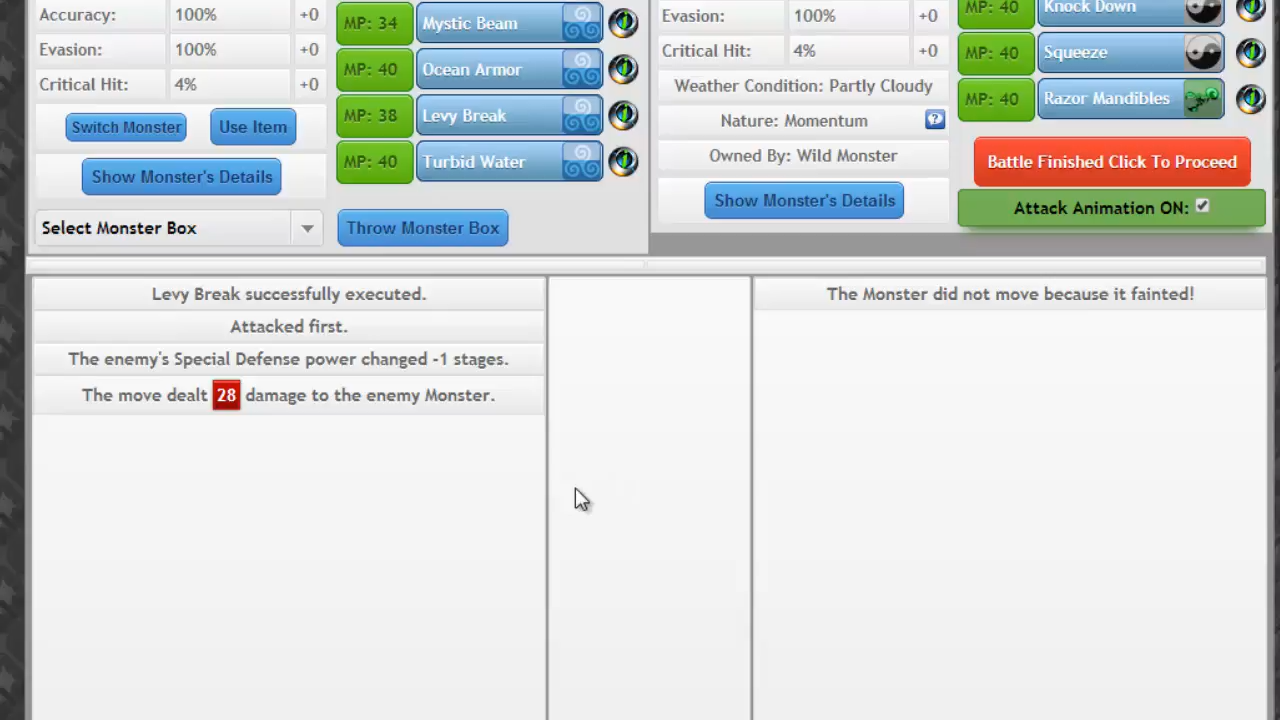 Accuracy: 100% +0
Evasion: 100% +0
Critical Hit: 4% +0
Switch Monster Use Item
Show Monster's Details
Select Monster Box
MP: 34 Mystic Beam
MP: 40 Ocean Armor
MP: 38 Levy Break
MP: 40 Turbid Water
Throw Monster Box
Evasion: 100% +0
Critical Hit: 4% +0
Weather Condition: Partly Cloudy
Nature: Momentum ?
Owned By: Wild Monster
Show Monster's Details
MP: 40 Knock Down
MP: 40 Squeeze
MP: 40 Razor Mandibles
Battle Finished Click To Proceed
Attack Animation ON:
Levy Break successfully executed.
Attacked first.
The enemy's Special Defense power changed -1 stages.
The move dealt 28 damage to the enemy Monster.
The Monster did not move because it fainted!